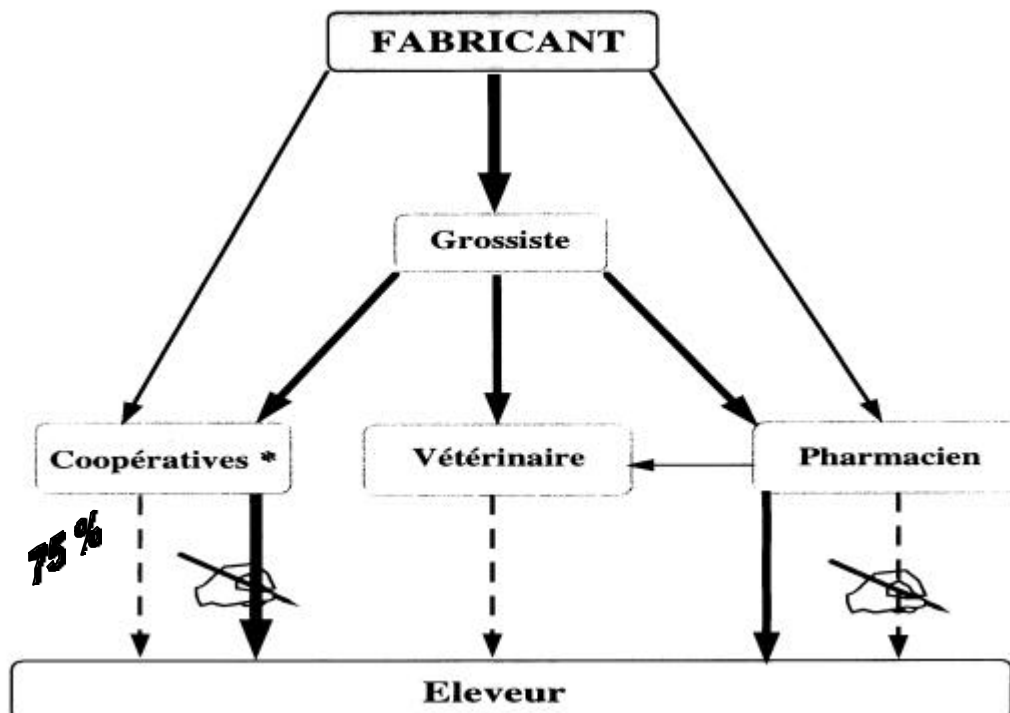 FABRICANT
Grossiste
Coopératives *
Vétérinaire
Pharmacien
75 %
Eleveur